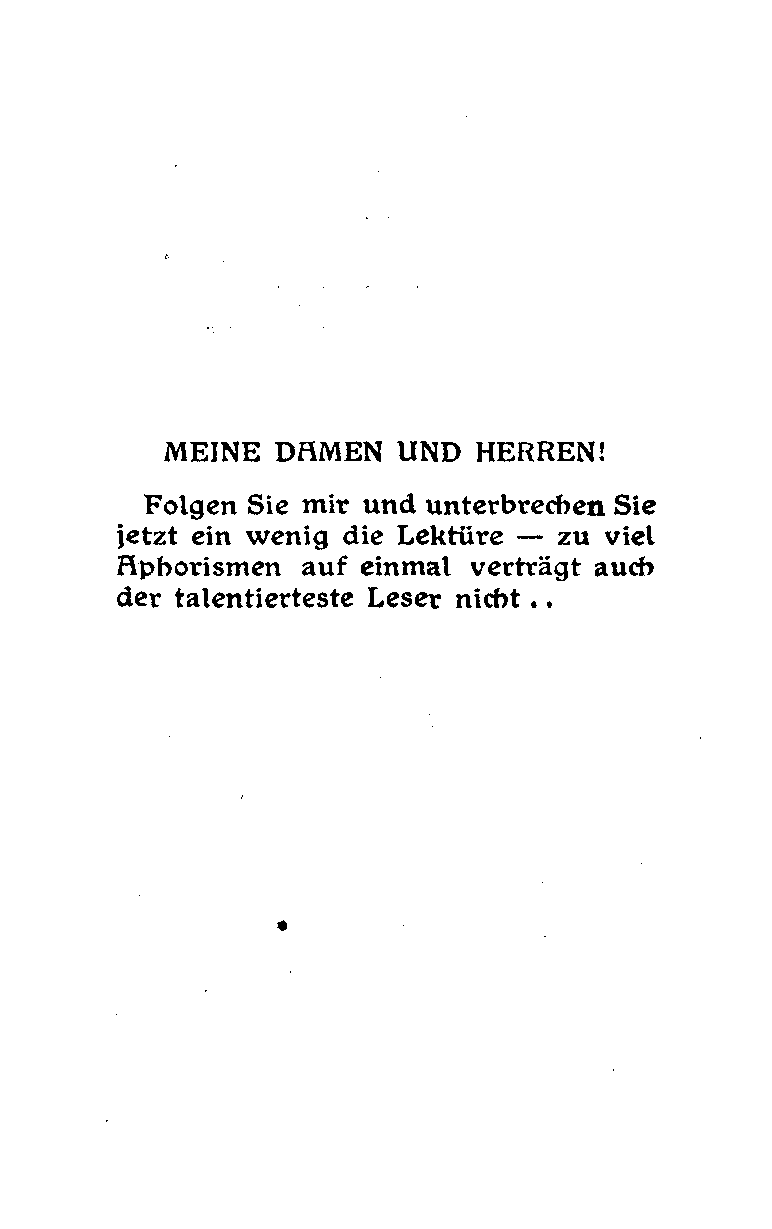 MEINE DAMEN UND HERREN!
Folgen Sie mir und unterbrechen Sie
jetzt ein wenig die Lektüre — zu viel
Aphorismen auf einmal verträgt auch
der talentierteste Leser nicht . .